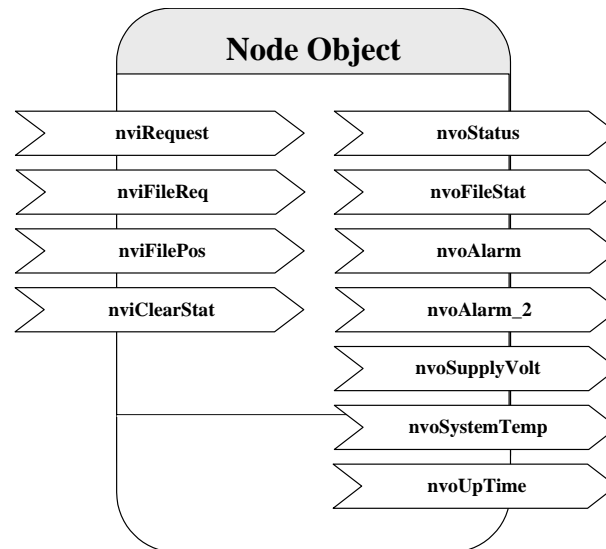 Node Object
nviRequest
nvoStatus
nviFileReq
nvoFileStat
nviFilePos
nvoAlarm
nviClearStat
nvoAlarm_2
nvoSupplyVolt
nvoSystemTemp
nvoUpTime